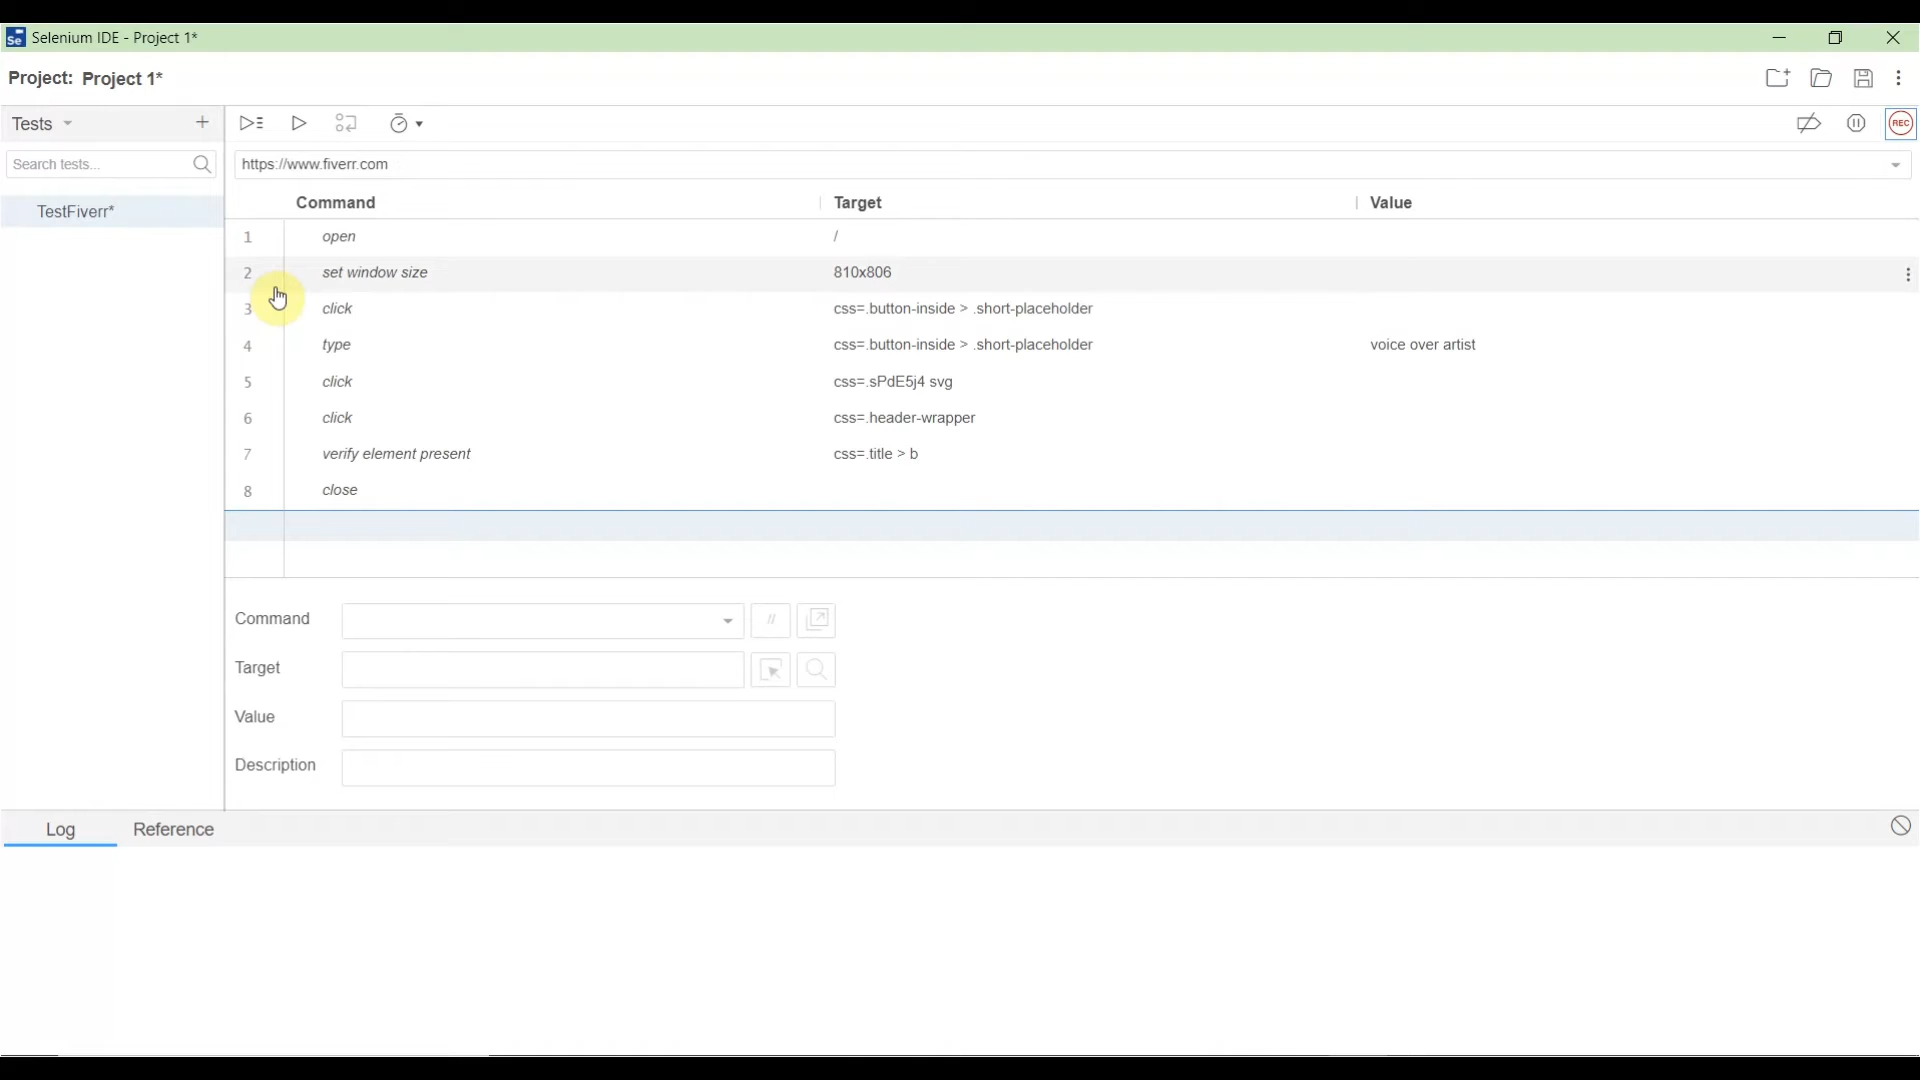 Se Selenium IDE - Project 1*
Project: Project 1*
Tests
Search tests...
TestFiverr*
REC
https://www.fiverr.com
Command Target Value
1 open /
2 set window size 810x806
3 click css=.button-inside > .short-placeholder
4 type css=.button-inside > .short-placeholder voice over artist
5 click css=.sPdE5j4 svg
6 click css=.header-wrapper
7 verify element present css=.title > b
8 close
Command //
Target
Value
Description
Log Reference